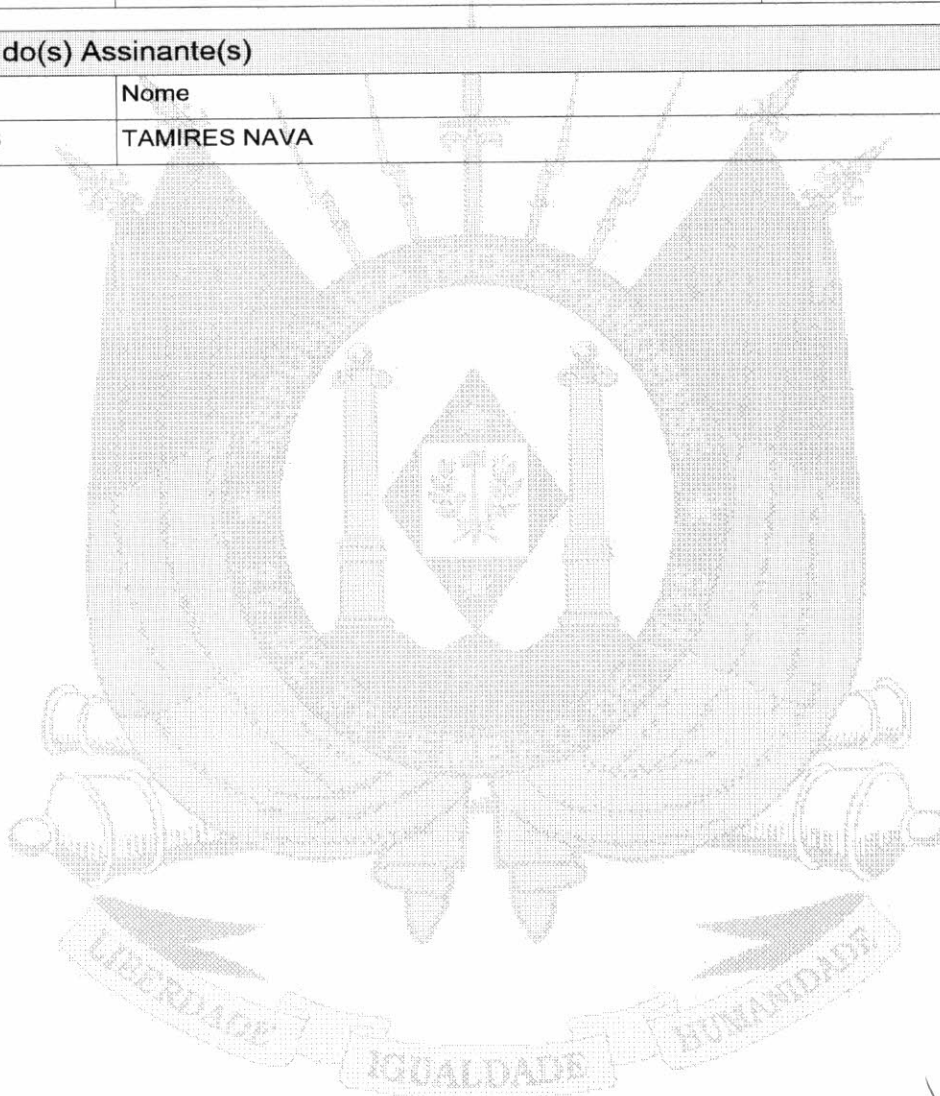 do(s) Assinante(s)
Nome
TAMIRES NAVA
LIBERDADE
IGUALDADE
HUMANIDADE